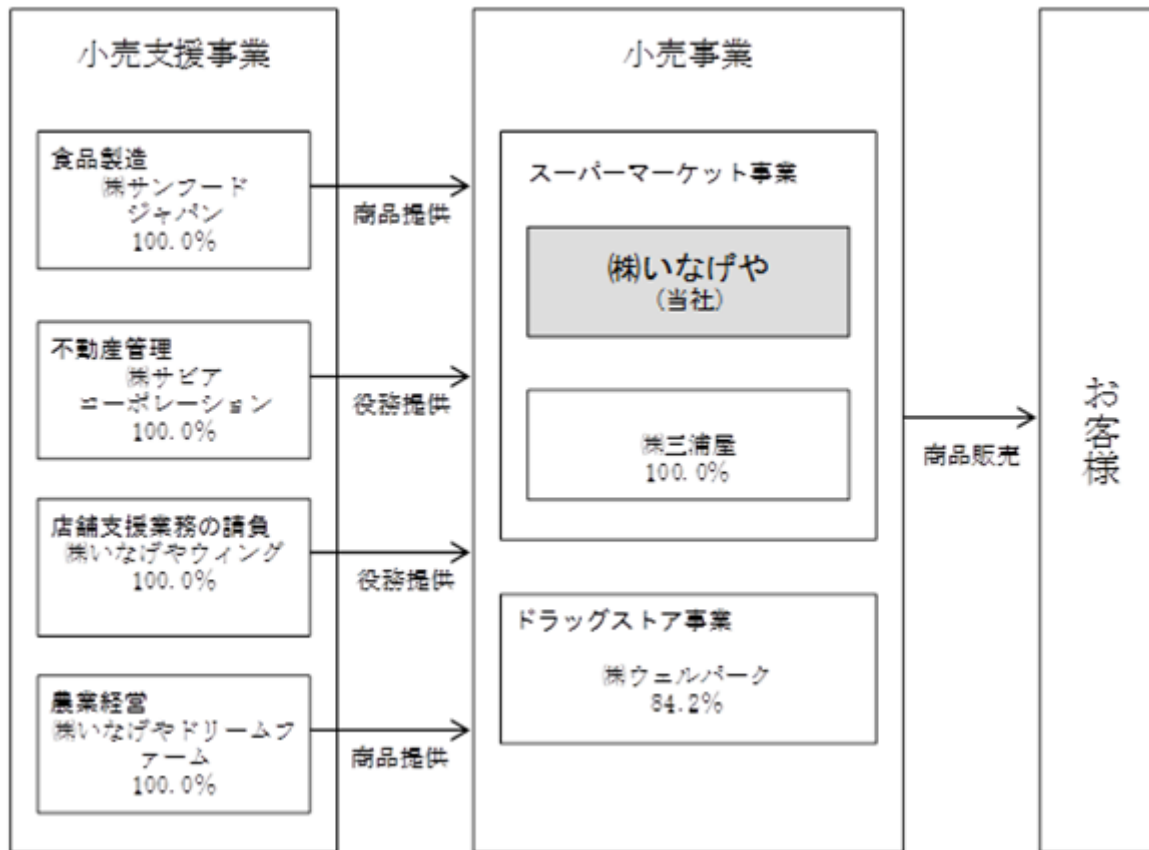 小売支援事業
食品製造
㈱サンフード
ジャパン
100.0%
商品提供
不動産管理
㈱サビア
コーポレーション
100.0%
役務提供
店舗支援業務の請負
㈱いなげやウィング
100.0%
役務提供
農業経営
㈱いなげやドリームフ
ァーム
100.0%
商品提供
小売事業
スーパーマーケット事業
㈱いなげや
(当社)
㈱三浦屋
100.0%
ドラッグストア事業
㈱ウェルパーク
84.2%
商品販売
お客様